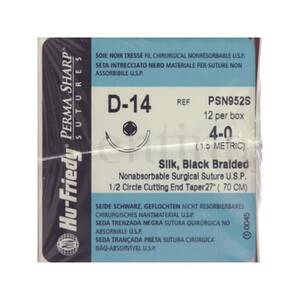 SOIE NOIR TRESSÉ FIL CHIRURGICAL NONRESORBABLE U.S.P.
SETA INTRECCIATO NERO MATERIALE PER SUTURE NON
ASSORBIBILE U.S.P.
D-14
REF PSN952S
12 per box
4-0
(1.5 METRIC)
Silk, Black Braided
Nonabsorbable Surgical Suture U.S.P.
1/2 Circle Cutting End Taper 27" (70 CM)
SEIDE SCHWARZ, GEFLOCHTEN NICHT RESORBIERBARES
CHIRURGISCHES NAHTMATERIAL U.S.P.
SEDA TRENZADA NEGRA SUTURA QUIRÚRGICA NO
ABSORBIBLE U.S.P.
SEDA TRANÇADA PRETA SUTURA CIRÚRGICA-
NÃO-ABSORVÍVEL U.S.P.
Hu-Friedy
PERMA SHARP
SUTURES
0045